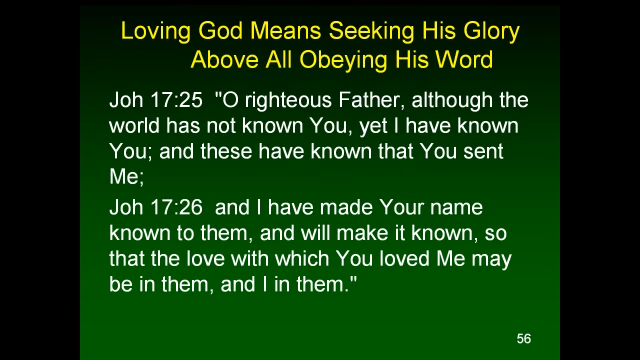 Loving God Means Seeking His Glory
Above All Obeying His Word
Joh 17:25  "O righteous Father, although the
world has not known You, yet I have known
You; and these have known that You sent
Me;
Joh 17:26  and I have made Your name
known to them, and will make it known, so
that the love with which You loved Me may
be in them, and I in them."
56